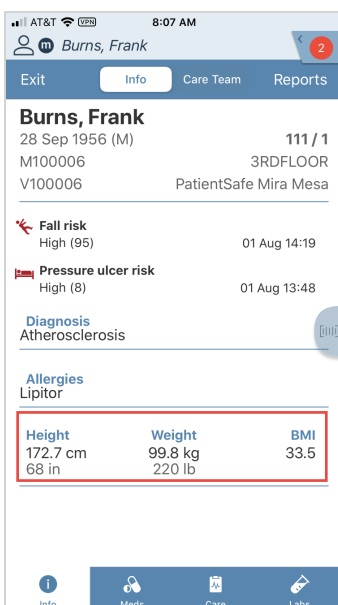 AT&T VPN 8:07 AM
m Burns, Frank 2
Exit Info Care Team Reports
Burns, Frank
28 Sep 1956 (M) 111 / 1
M100006 3RDFLOOR
V100006 PatientSafe Mira Mesa
Fall risk
High (95) 01 Aug 14:19
Pressure ulcer risk
High (8) 01 Aug 13:48
Diagnosis
Atherosclerosis
Allergies
Lipitor
Height Weight BMI
172.7 cm 99.8 kg 33.5
68 in 220 lb
Info Meds Care Labs